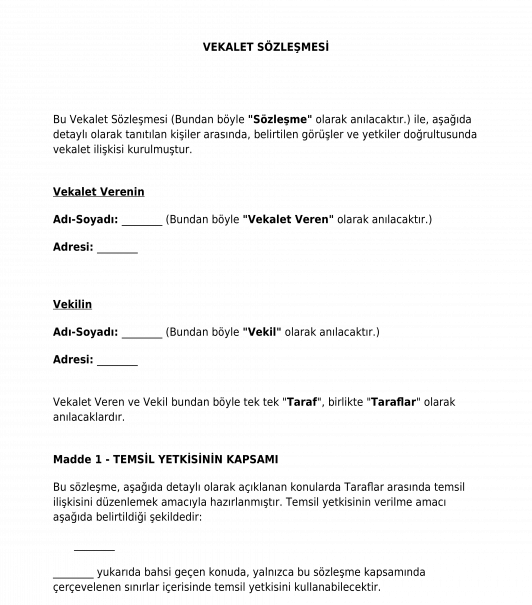 VEKALET SÖZLEŞMESİ
Bu Vekalet Sözleşmesi (Bundan böyle "Sözleşme" olarak anılacaktır.) ile, aşağıda
detaylı olarak tanıtılan kişiler arasında, belirtilen görüşler ve yetkiler doğrultusunda
vekalet ilişkisi kurulmuştur.
Vekalet Verenin
Adı-Soyadı: ________ (Bundan böyle "Vekalet Veren" olarak anılacaktır.)
Adresi: ________
Vekilin
Adı-Soyadı: ________ (Bundan böyle "Vekil" olarak anılacaktır.)
Adresi: ________
Vekalet Veren ve Vekil bundan böyle tek tek "Taraf", birlikte "Taraflar" olarak
anılacaklardır.
Madde 1 - TEMSİL YETKİSİNİN KAPSAMI
Bu sözleşme, aşağıda detaylı olarak açıklanan konularda Taraflar arasında temsil
ilişkisini düzenlemek amacıyla hazırlanmıştır. Temsil yetkisinin verilme amacı
aşağıda belirtildiği şekildedir:
________
________ yukarıda bahsi geçen konuda, yalnızca bu sözleşme kapsamında
çerçevelenen sınırlar içerisinde temsil yetkisini kullanabilecektir.